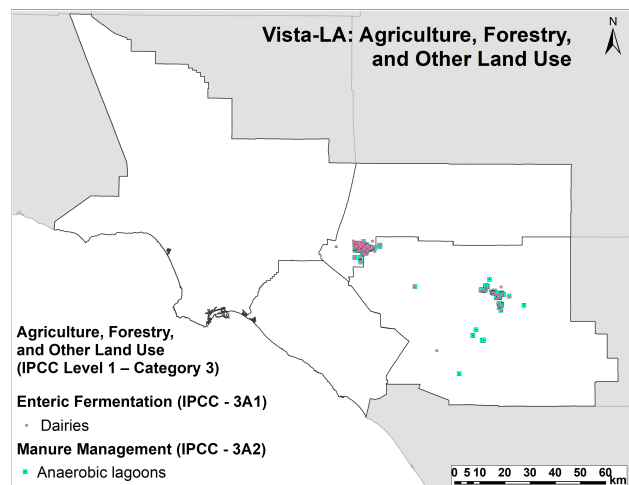 Vista-LA: Agriculture, Forestry,
and Other Land Use
N
Agriculture, Forestry,
and Other Land Use
(IPCC Level 1 – Category 3)
Enteric Fermentation (IPCC - 3A1)
Dairies
Manure Management (IPCC - 3A2)
Anaerobic lagoons
0 5 10 20 30 40 50 60
km